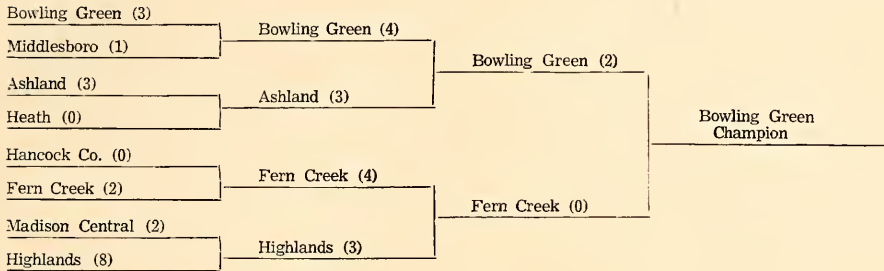 Bowling Green (3)
Middlesboro (1)
Ashland (3)
Heath (0)
Hancock Co. (0)
Fern Creek (2)
Madison Central (2)
Highlands (8)
Bowling Green (4)
Ashland (3)
Fern Creek (4)
Highlands (3)
Bowling Green (2)
Fern Creek (0)
Bowling Green
Champion